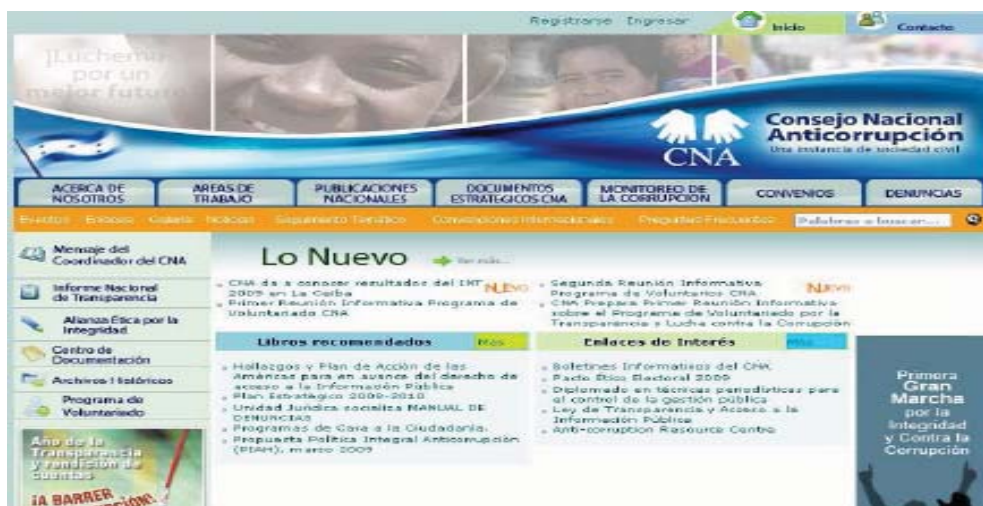 Registrarse Ingresar
Inicio
Contacto
¡Luchemos
por un
mejor futuro
CNA
Consejo Nacional
Anticorrupción
Una instancia de sociedad civil
ACERCA DE
NOSOTROS
AREAS DE
TRABAJO
PUBLICACIONES
NACIONALES
DOCUMENTOS
ESTRATEGICOS CNA
MONITOREO DE
LA CORRUPCION
CONVENIOS
DENUNCIAS
Eventos Enlaces Galeria Noticias Seguimiento Temático Convenciones Internacionales Preguntas Frecuentes
Palabras a buscar...
Mensaje del
Coordinador del CNA
Informe Nacional
de Transparencia
Alianza Ética por la
Integridad
Centro de
Documentación
Archivos Históricos
Programa de
Voluntariado
Año de la
Transparencia
y rendición de
cuentas
¡A BARRER
Lo Nuevo
Ver más...
CNA da a conocer resultados del INT
2009 en La Ceiba
NUEVO
Primer Reunión Informativa Programa de
Voluntariado CNA
Segunda Reunión Informativa
Programa de Voluntarios CNA
NUEVO
CNA Prepara Primer Reunión Informativa
sobre el Programa de Voluntariado por la
Transparencia y Lucha contra la Corrupción
Libros recomendados
Más
Hallazgos y Plan de Acción de las
Américas para en avance del derecho de
acceso a la Información Pública
Plan Estratégico 2008-2010
Unidad Jurídica socializa MANUAL DE
DENUNCIAS
Programas de Cara a la Ciudadanía.
Propuesta Política Integral Anticorrupción
(PIAH), marzo 2009
Enlaces de Interés
Más
Boletines Informativos del CNA
Pacto Ético Electoral 2009
Diplomado en técnicas periodísticas para
el control de la gestión pública
Ley de Transparencia y Acceso a la
Información Pública
Anti-corruption Resource Centre
Primera
Gran
Marcha
por la
Integridad
y Contra la
Corrupción